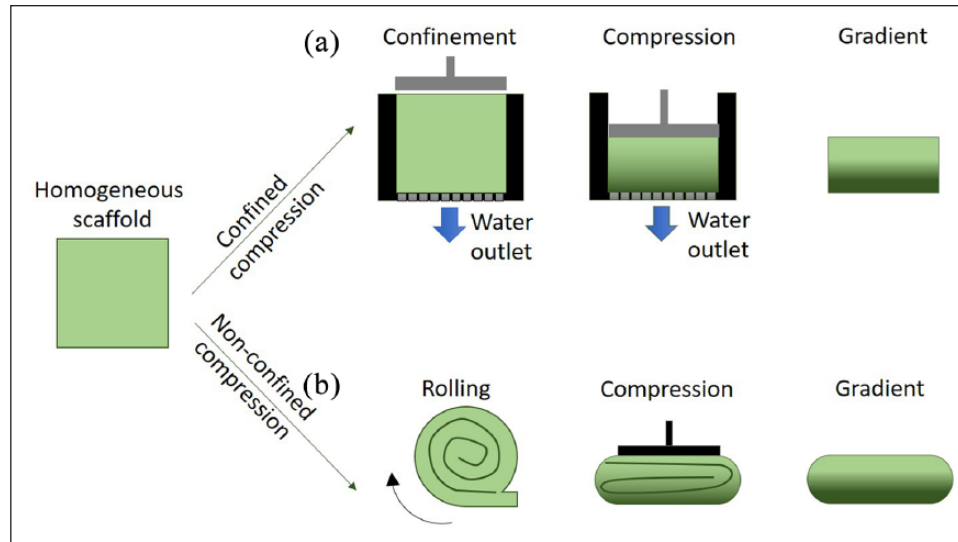 Homogeneous
scaffold
Confined
compression
Non-confined
compression
(a)
Confinement
Compression
Gradient
Water
outlet
Water
outlet
(b)
Rolling
Compression
Gradient